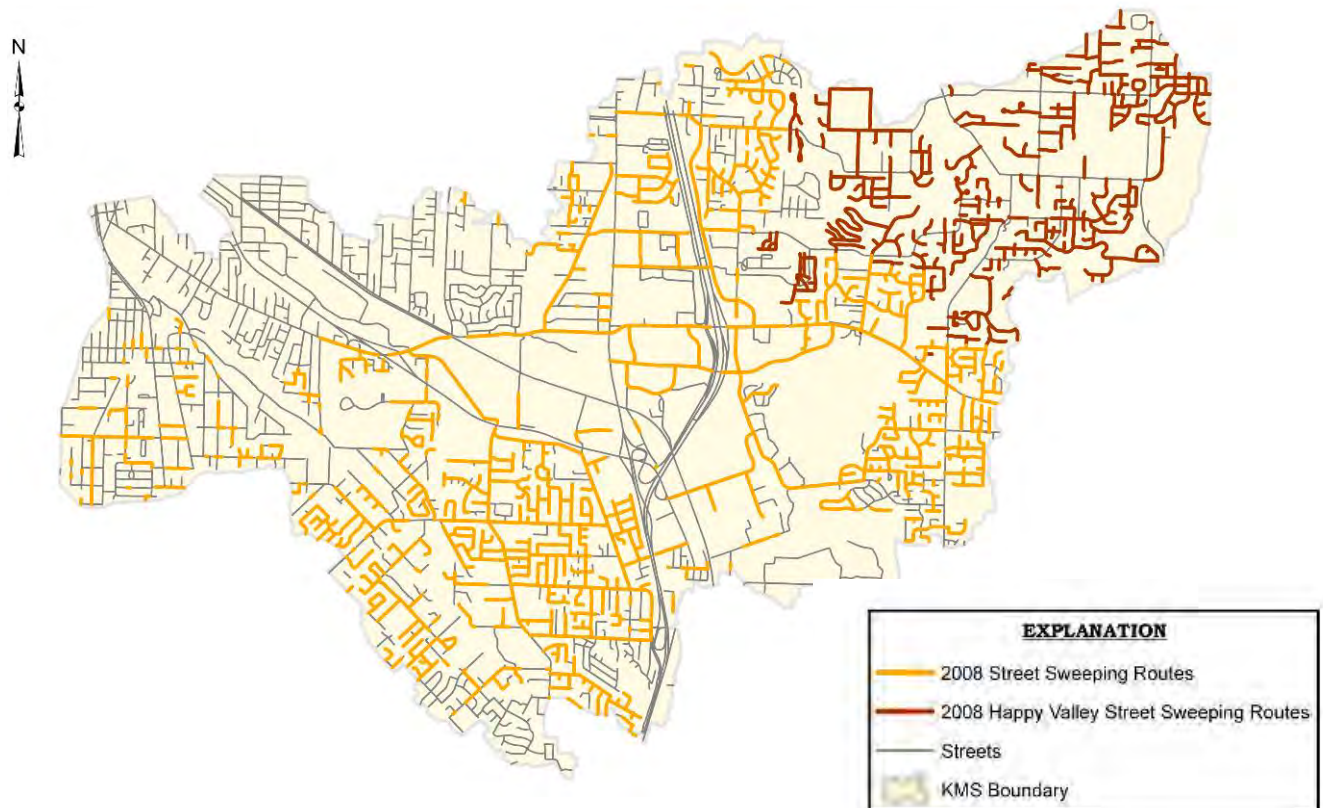 N
EXPLANATION
2008 Street Sweeping Routes
2008 Happy Valley Street Sweeping Routes
Streets
KMS Boundary